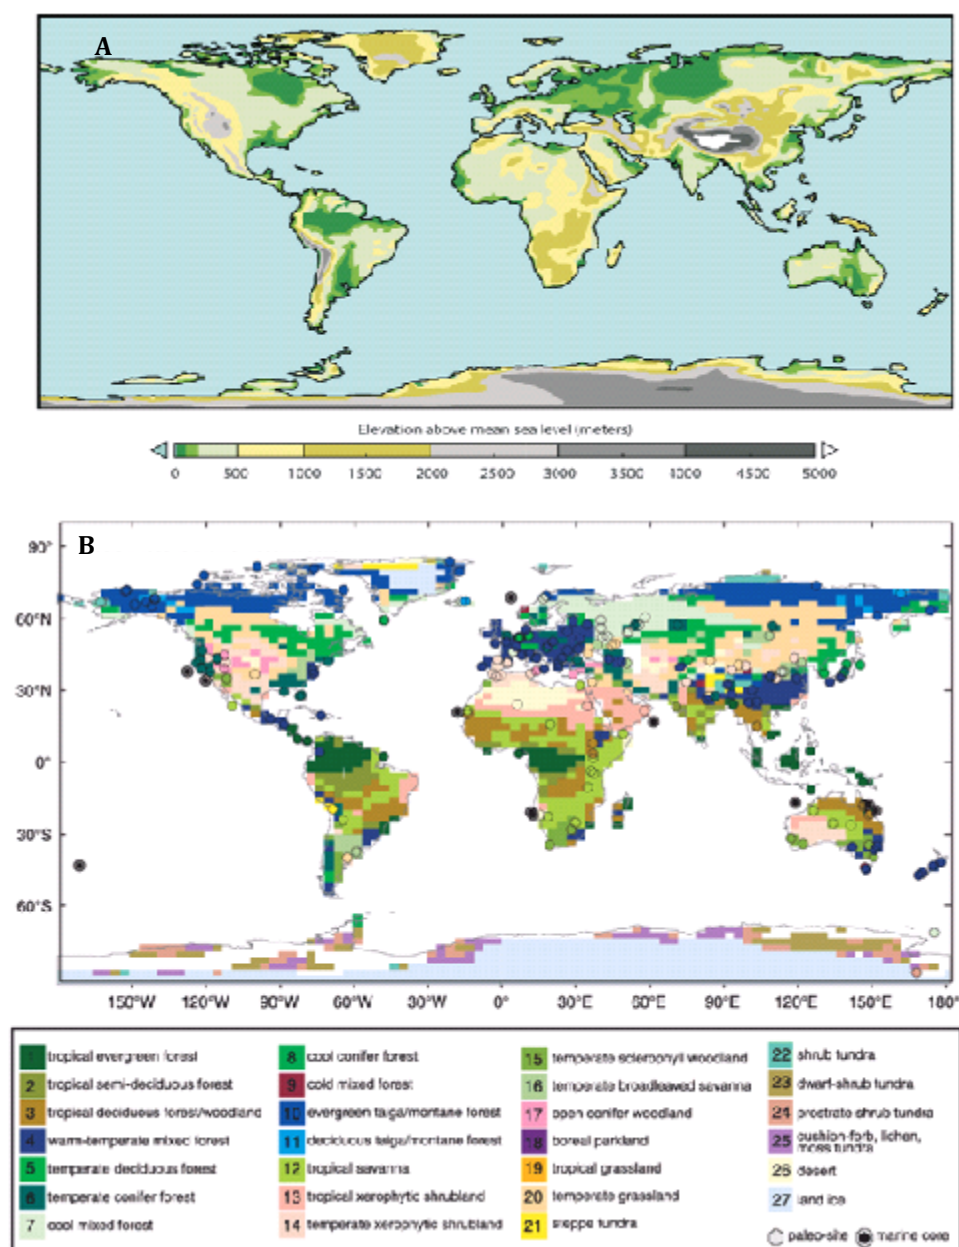 A
Elevation above mean sea level (meters)
0 500 1000 1500 2000 2500 3000 3500 4000 4500 5000
B
90°
60°N
30°N
0°
30°S
60°S
150°W 120°W 90°W 60°W 30°W 0° 30°E 60°E 90°E 120°E 150°E 180°
1 tropical evergreen forest
2 tropical semi-deciduous forest
3 tropical deciduous forest/woodland
4 warm-temperate mixed forest
5 temperate deciduous forest
6 temperate conifer forest
7 cool mixed forest
8 cool conifer forest
9 cold mixed forest
10 evergreen taiga/montane forest
11 deciduous taiga/montane forest
12 tropical savanna
13 tropical xerophytic shrubland
14 temperate xerophytic shrubland
15 temperate sclerophyll woodland
16 temperate broadleaved savanna
17 open conifer woodland
18 boreal parkland
19 tropical grassland
20 temperate grassland
21 steppe tundra
22 shrub tundra
23 dwarf-shrub tundra
24 prostrate shrub tundra
25 cushion-forb, lichen,
moss tundra
26 desert
27 land ice
paleo-site marine core